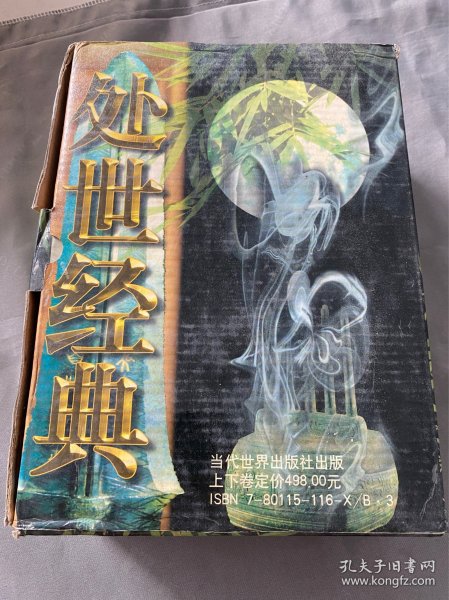 处世经典
当代世界出版社出版
上下卷定价498.00元
ISBN 7-80115-116-X/B·3
孔夫子旧书网
www.kongfz.com